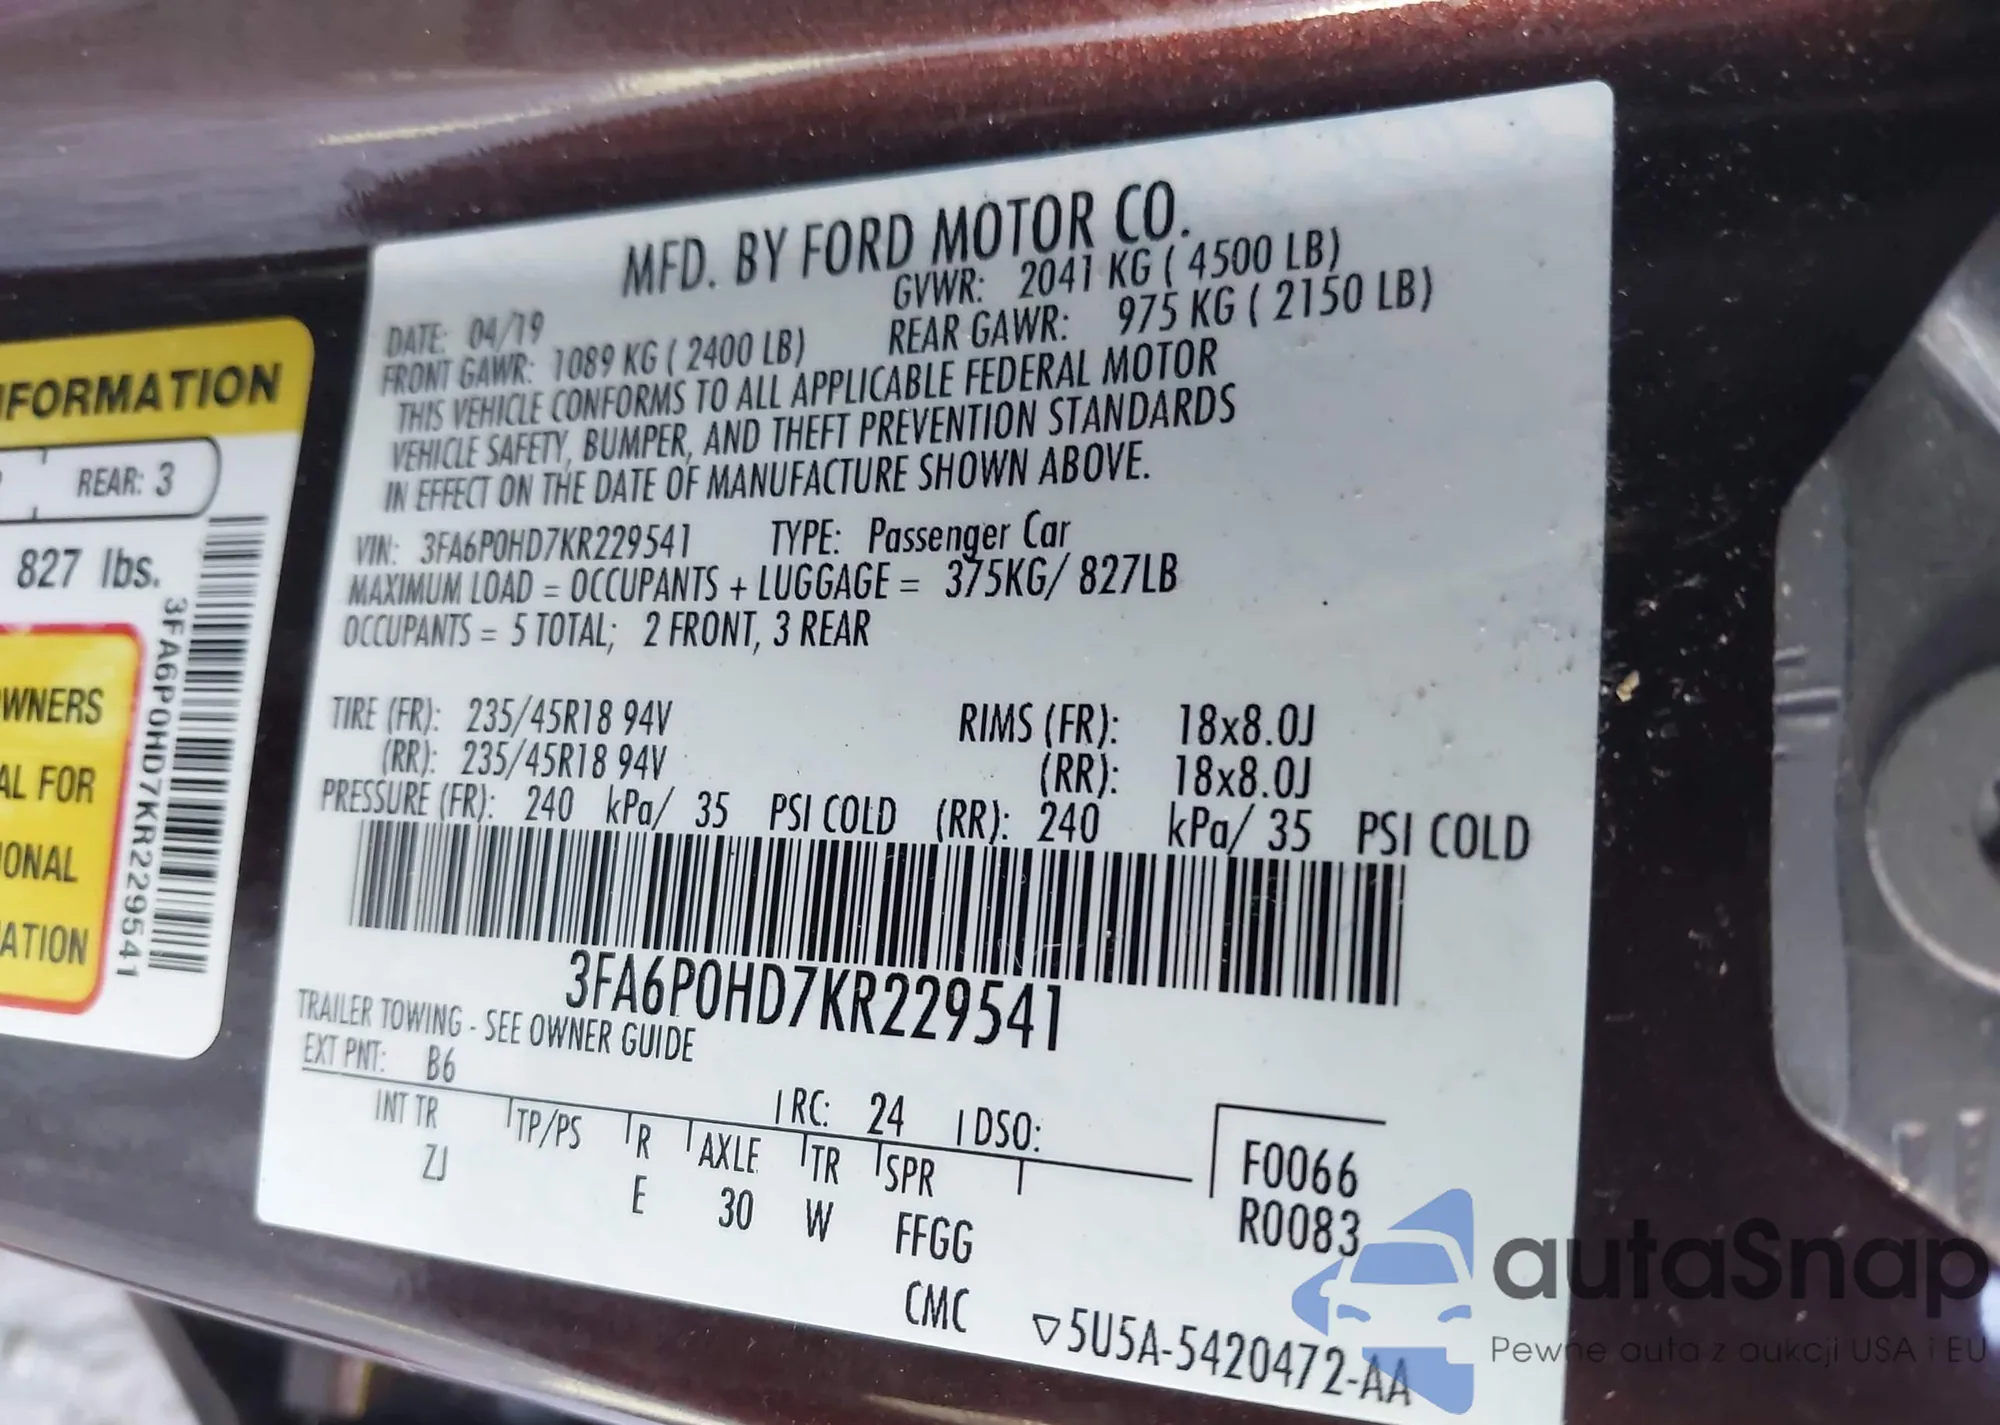 NFORMATION
REAR: 3
827 lbs.
WNERS
AL FOR
ONAL
ATION
3FA6P0HD7KR229541
MFD. BY FORD MOTOR CO.
DATE: 04/19 GVWR: 2041 KG ( 4500 LB)
FRONT GAWR: 1089 KG ( 2400 LB) REAR GAWR: 975 KG ( 2150 LB)
THIS VEHICLE CONFORMS TO ALL APPLICABLE FEDERAL MOTOR
VEHICLE SAFETY, BUMPER, AND THEFT PREVENTION STANDARDS
IN EFFECT ON THE DATE OF MANUFACTURE SHOWN ABOVE.
VIN: 3FA6P0HD7KR229541 TYPE: Passenger Car
MAXIMUM LOAD = OCCUPANTS + LUGGAGE = 375KG/ 827LB
OCCUPANTS = 5 TOTAL; 2 FRONT, 3 REAR
TIRE (FR): 235/45R18 94V RIMS (FR): 18x8.0J
(RR): 235/45R18 94V (RR): 18x8.0J
PRESSURE (FR): 240 kPa/ 35 PSI COLD (RR): 240 kPa/ 35 PSI COLD
3FA6P0HD7KR229541
TRAILER TOWING - SEE OWNER GUIDE
EXT PNT: B6 RC: 24 DSO:
INT TR TP/PS R AXLE TR SPR
ZJ E 30 W FFGG
F0066
R0083
CMC
▽5U5A-5420472-AA
autaSnap
Pewne auta z aukcji USA i EU